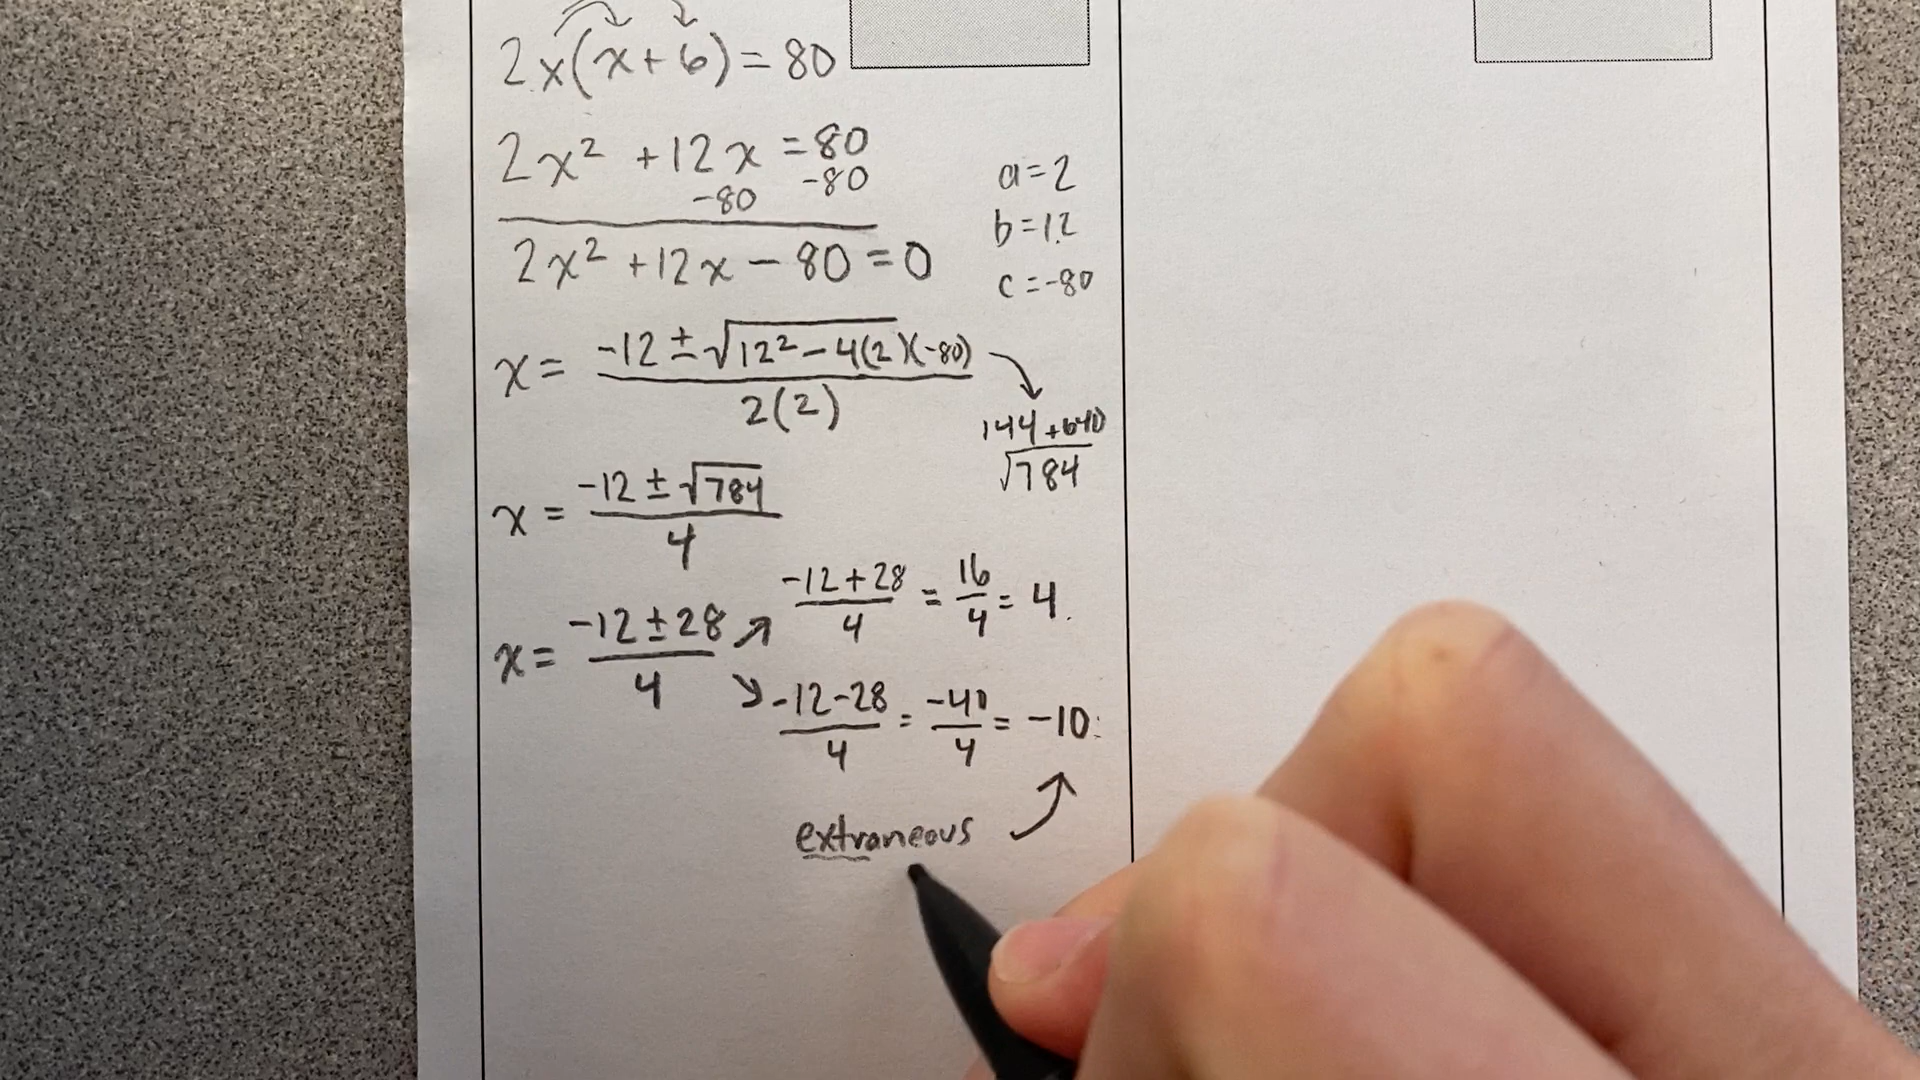 2x(x+6)=80
2x² +12x =80
-80 -80
2x² +12x - 80 = 0
a=2
b=12
c=-80
x= -12 ± √12² - 4(2)(-80)
2(2)
144+640
√784
x = -12 ± √784
4
x= -12 ± 28
4
-12+28 = 16 = 4
4 4
-12-28 = -40 = -10
4 4
extraneous